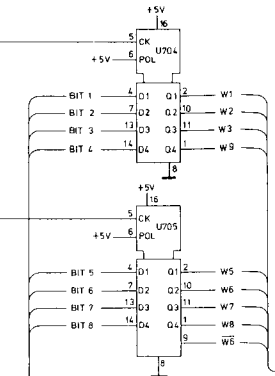 +5V
16
5 CK U704
+5V 6 POL
BIT 1 4 D1 Q1 2 W1
BIT 2 7 D2 Q2 10 W2
BIT 3 13 D3 Q3 11 W3
BIT 4 14 D4 Q4 1 W9
8
+5V
16
5 CK U705
+5V 6 POL
BIT 5 4 D1 Q1 2 W5
BIT 6 7 D2 Q2 10 W6
BIT 7 13 D3 Q3 11 W7
BIT 8 14 D4 Q4 1 W8
9 W6
8